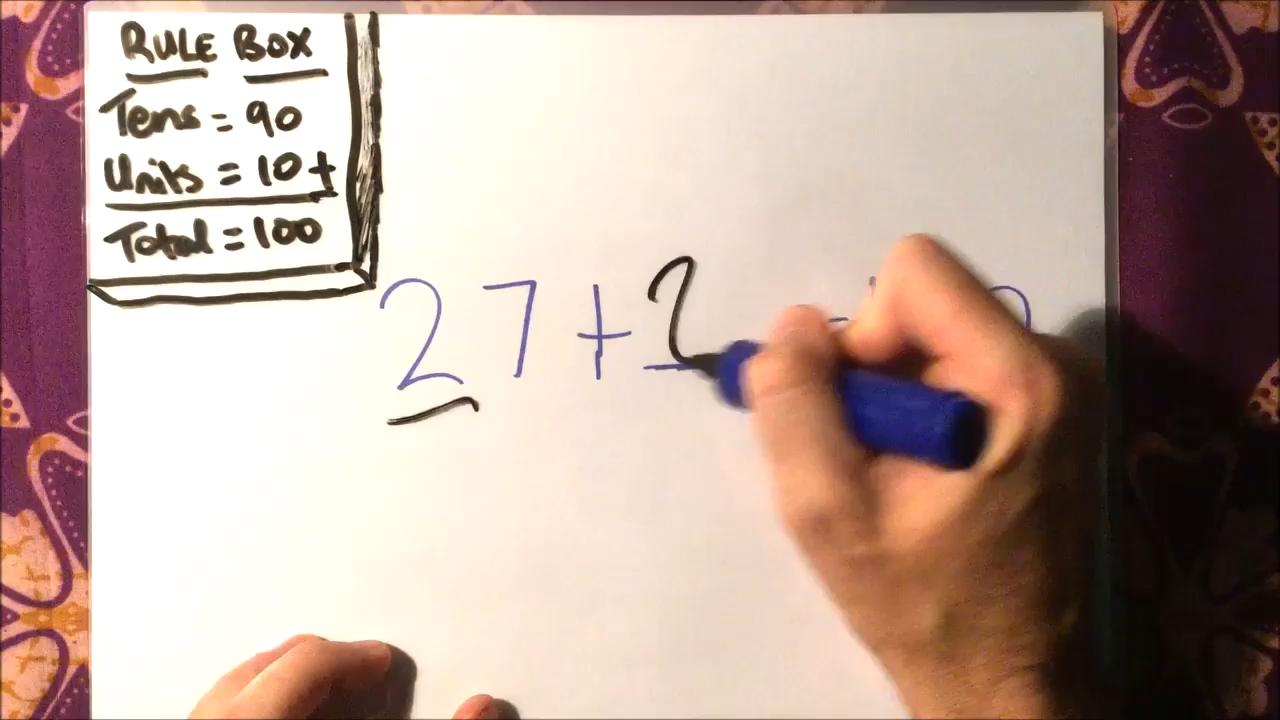 RULE BOX
Tens = 90
Units = 10 +
Total = 100
27 + 2